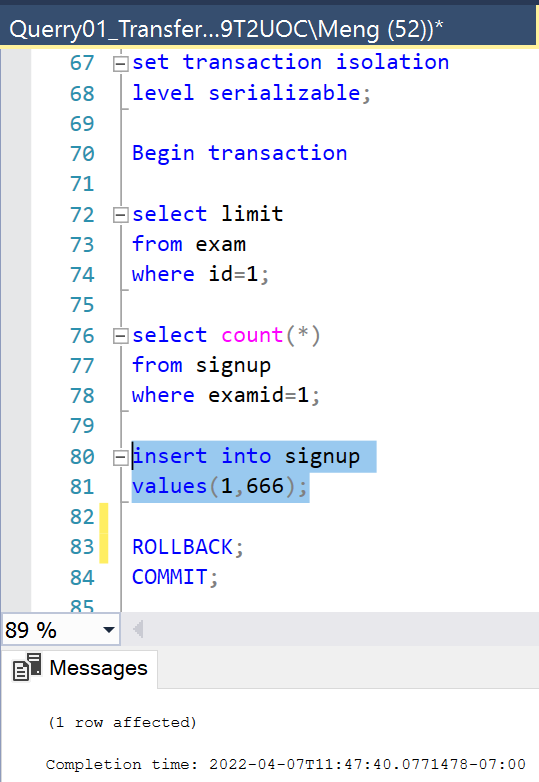 Querry01_Transfer...9T2UOC\Meng (52))*
67 set transaction isolation
68 level serializable;
69
70 Begin transaction
71
72 select limit
73 from exam
74 where id=1;
75
76 select count(*)
77 from signup
78 where examid=1;
79
80 insert into signup
81 values(1,666);
82
83 ROLLBACK;
84 COMMIT;
85
89 %
Messages
(1 row affected)
Completion time: 2022-04-07T11:47:40.0771478-07:00